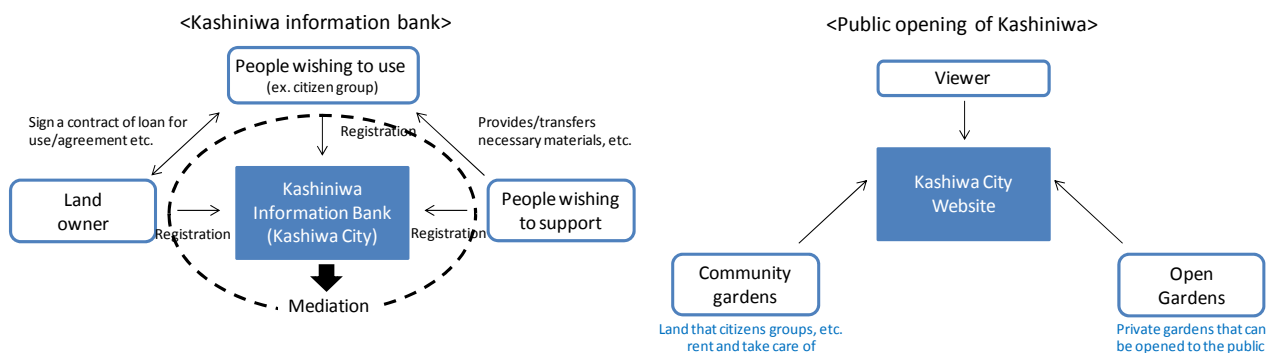 <Kashiniwa information bank>
People wishing to use
(ex. citizen group)
Sign a contract of loan for
use/agreement etc.
Registration
Provides/transfers
necessary materials, etc.
Land
owner
Registration
Kashiniwa
Information Bank
(Kashiwa City)
Registration
People wishing
to support
Mediation
<Public opening of Kashiniwa>
Viewer
Kashiwa City
Website
Community
gardens
Land that citizens groups, etc.
rent and take care of
Open
Gardens
Private gardens that can
be opened to the public